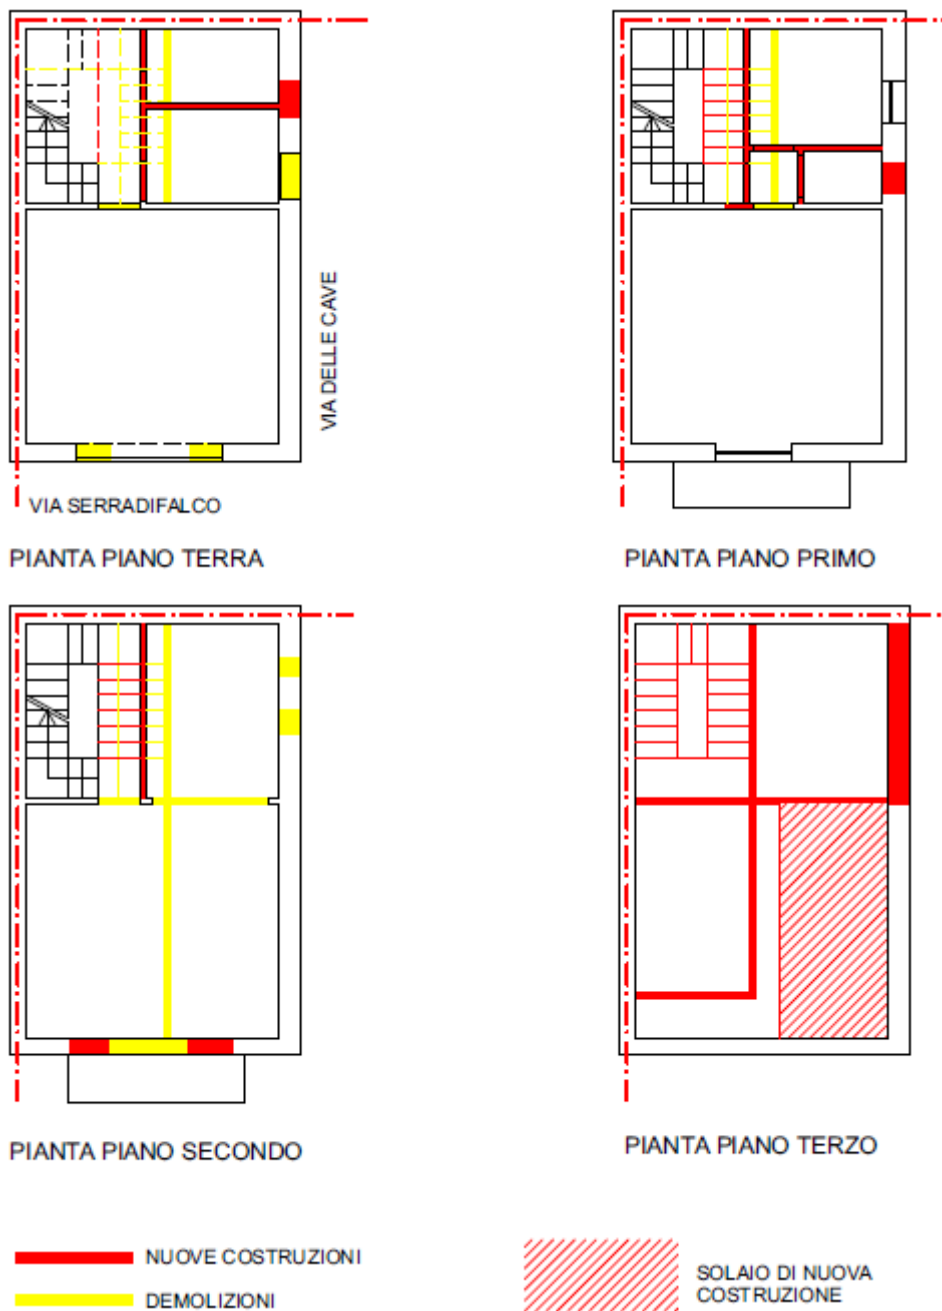 VIA DELLE CAVE
VIA SERRADIFALCO
PIANTA PIANO TERRA
PIANTA PIANO PRIMO
PIANTA PIANO SECONDO
PIANTA PIANO TERZO
NUOVE COSTRUZIONI
DEMOLIZIONI
SOLAIO DI NUOVA
COSTRUZIONE